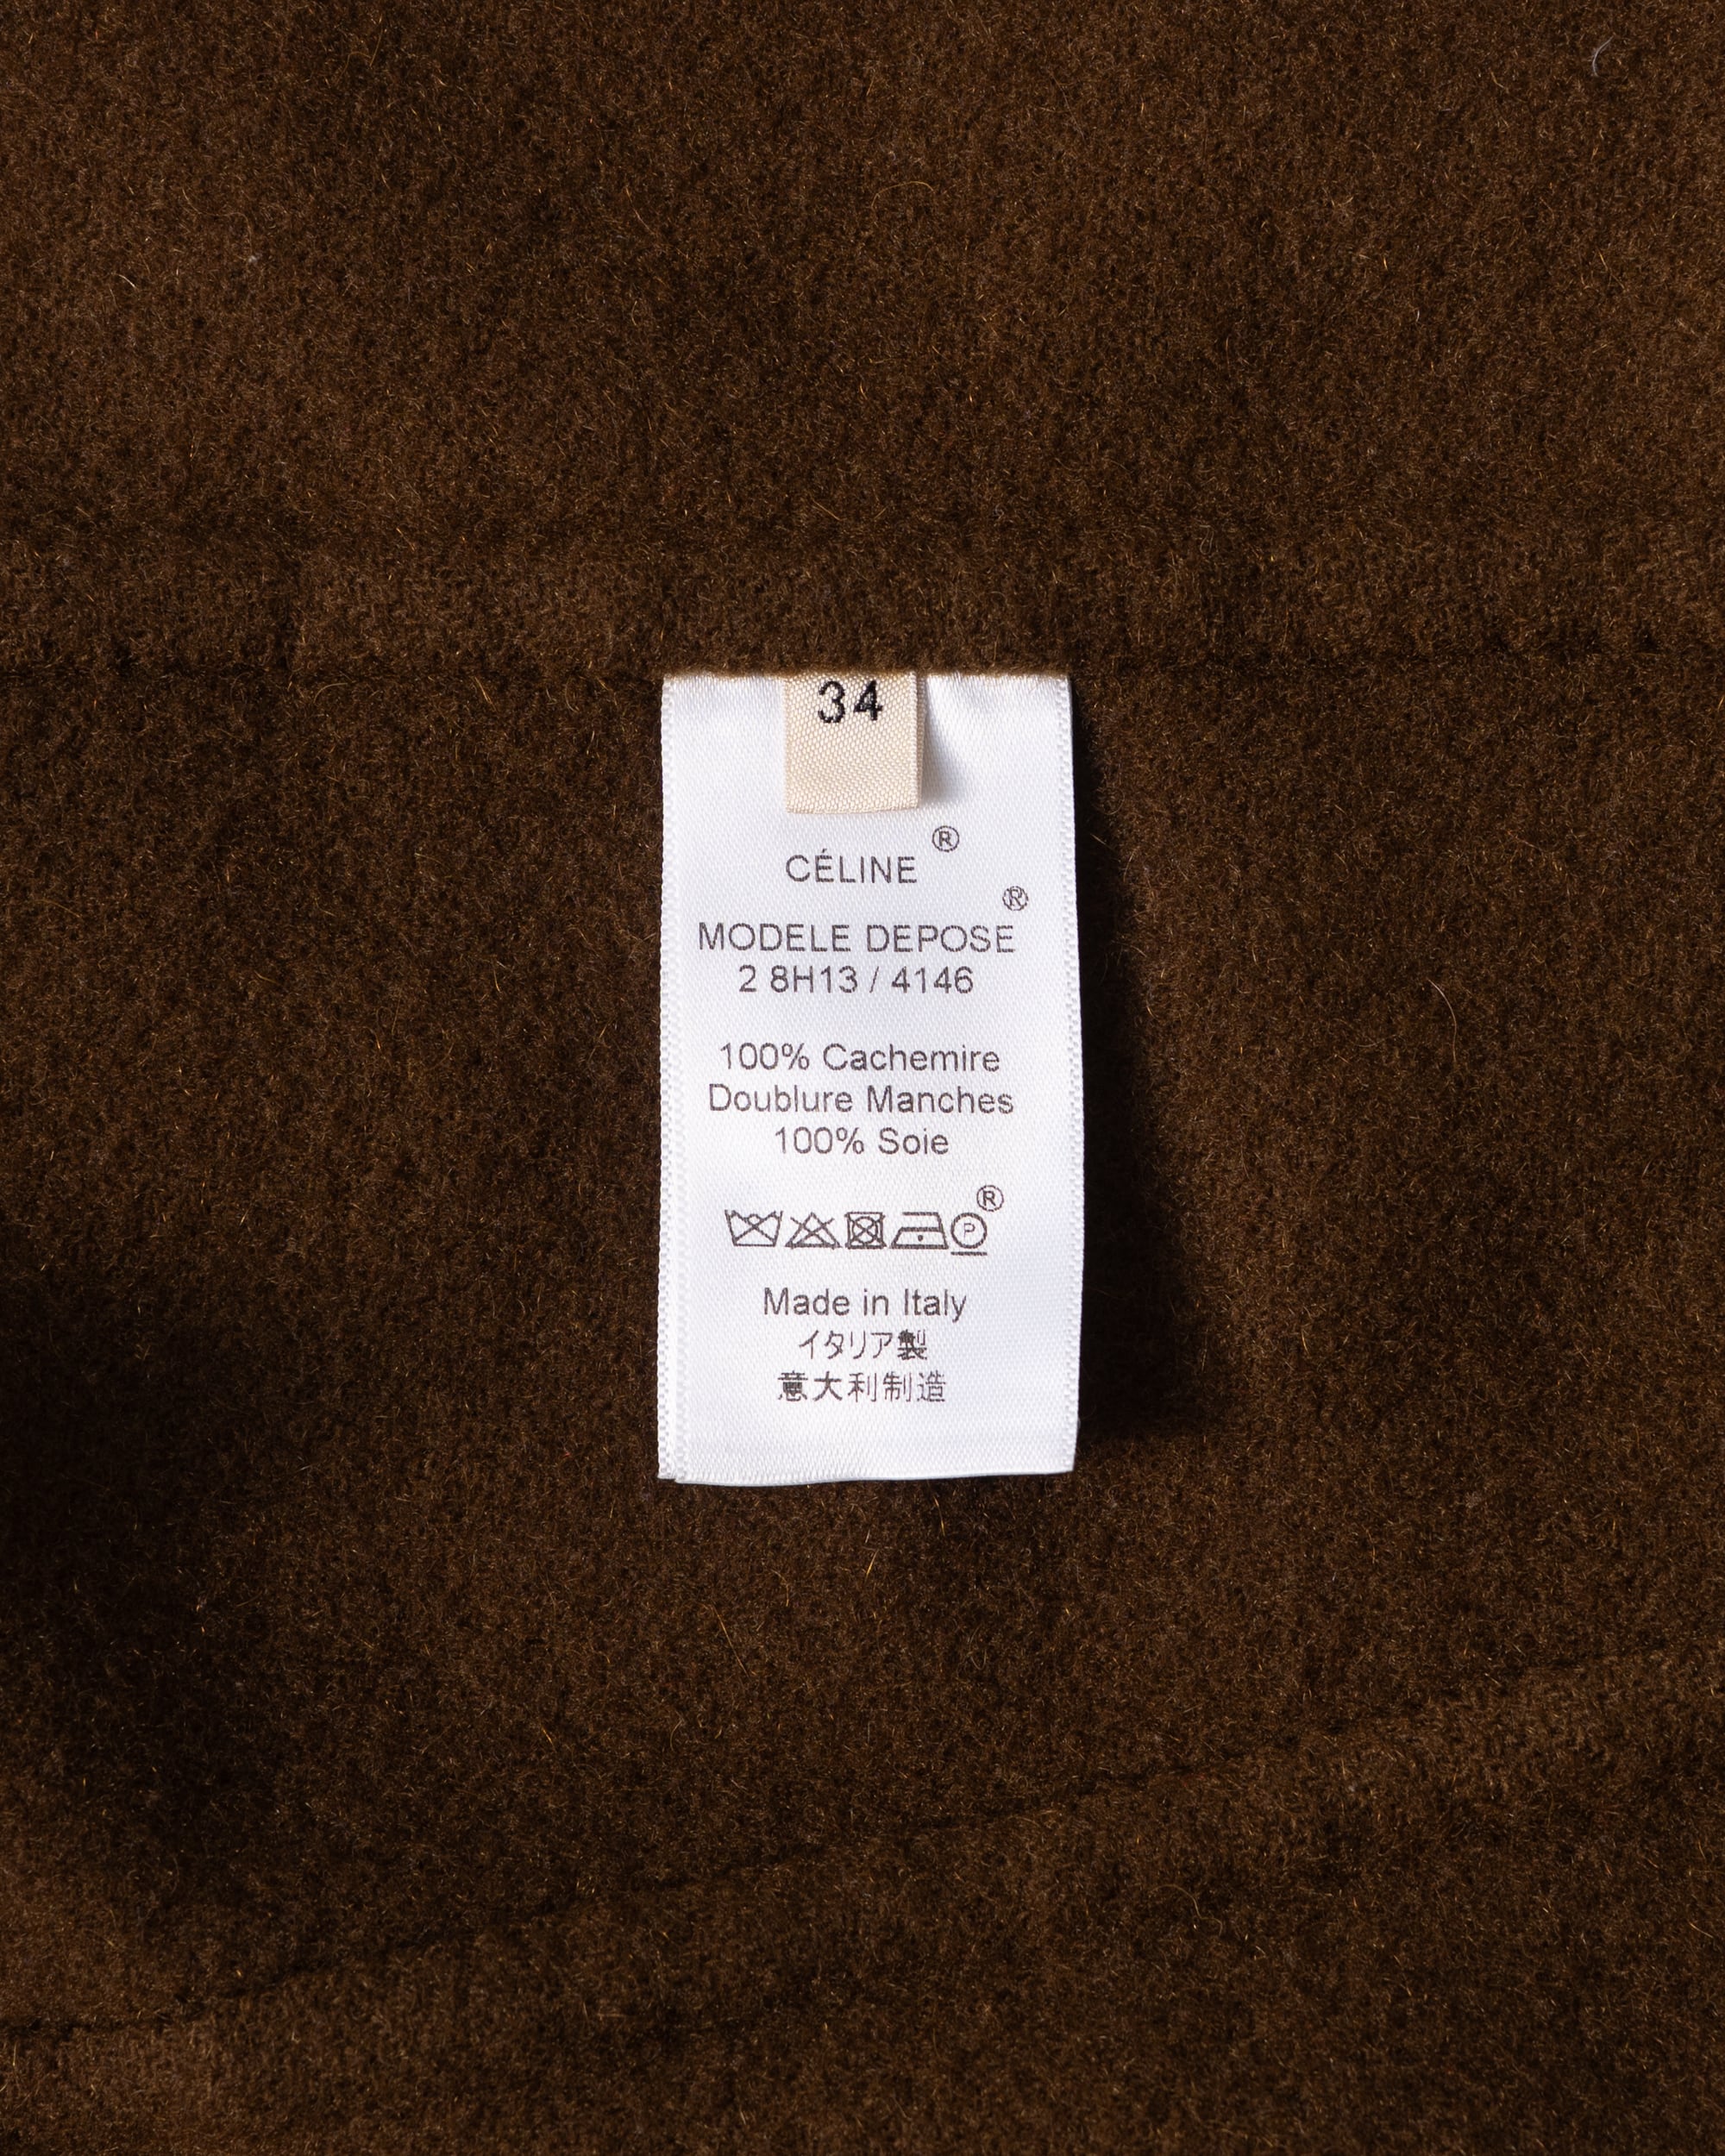 34
CÉLINE ®
®
MODELE DEPOSE
2 8H13 / 4146
100% Cachemire
Doublure Manches
100% Soie
®
P
Made in Italy
イタリア製
意大利制造